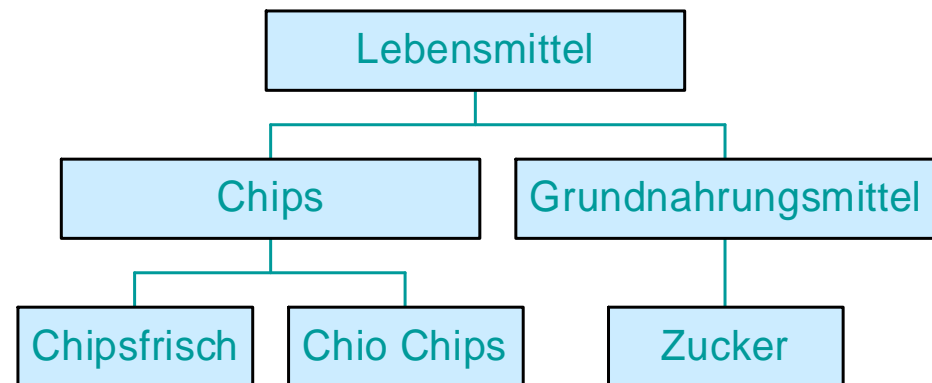 Lebensmittel
Chips
Grundnahrungsmittel
Chipsfrisch
Chio Chips
Zucker